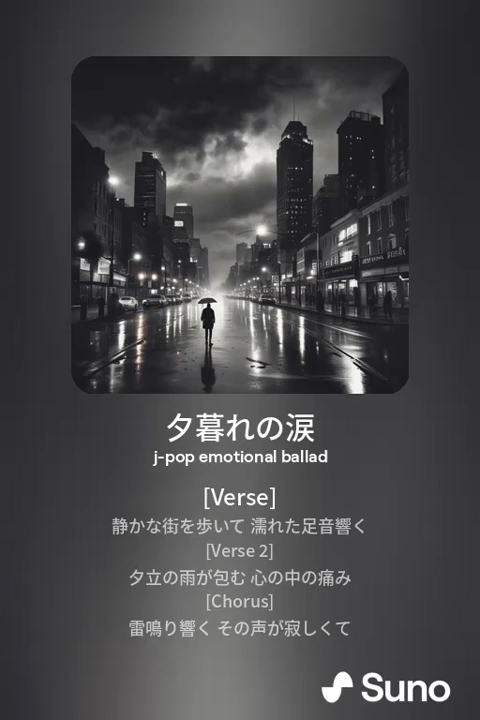 夕暮れの涙
j-pop emotional ballad
[Verse]
静かな街を歩いて 濡れた足音響く
[Verse 2]
夕立の雨が包む 心の中の痛み
[Chorus]
雷鳴り響く その声が寂しくて
Suno